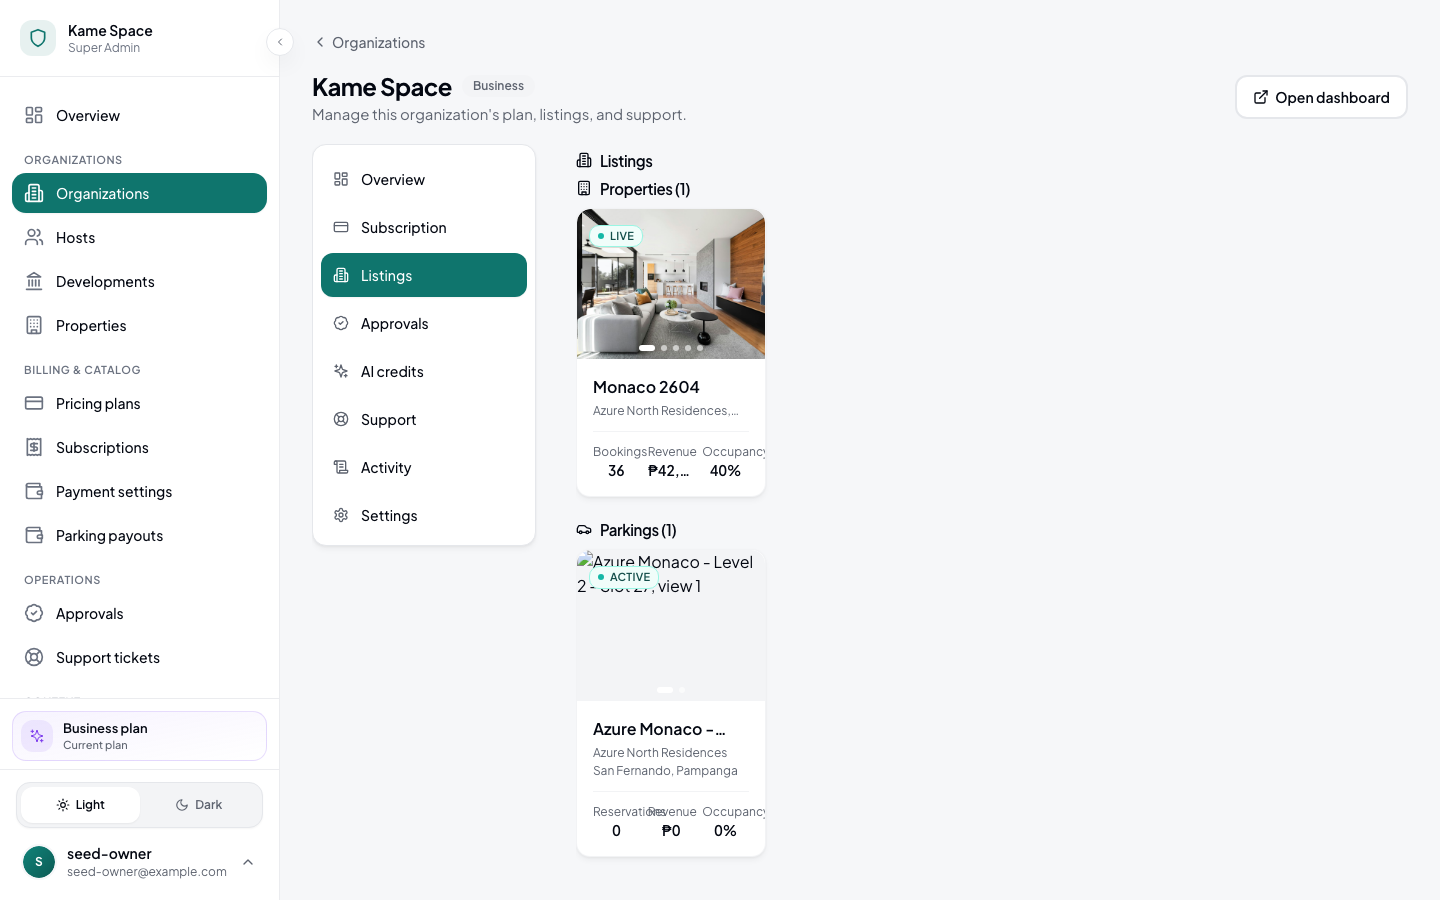 Kame Space
Super Admin
Overview
ORGANIZATIONS
Organizations
Hosts
Developments
Properties
BILLING & CATALOG
Pricing plans
Subscriptions
Payment settings
Parking payouts
OPERATIONS
Approvals
Support tickets
Business plan
Current plan
Light
Dark
S
seed-owner
seed-owner@example.com
Organizations
Kame Space
Business
Manage this organization's plan, listings, and support.
Open dashboard
Overview
Subscription
Listings
Approvals
AI credits
Support
Activity
Settings
Listings
Properties (1)
LIVE
Monaco 2604
Azure North Residences,...
Bookings Revenue Occupancy
36 ₱42,... 40%
Parkings (1)
Azure Monaco - Level
2 - Slot 27, view 1
ACTIVE
Azure Monaco -...
Azure North Residences
San Fernando, Pampanga
Reservations Revenue Occupancy
0 ₱0 0%